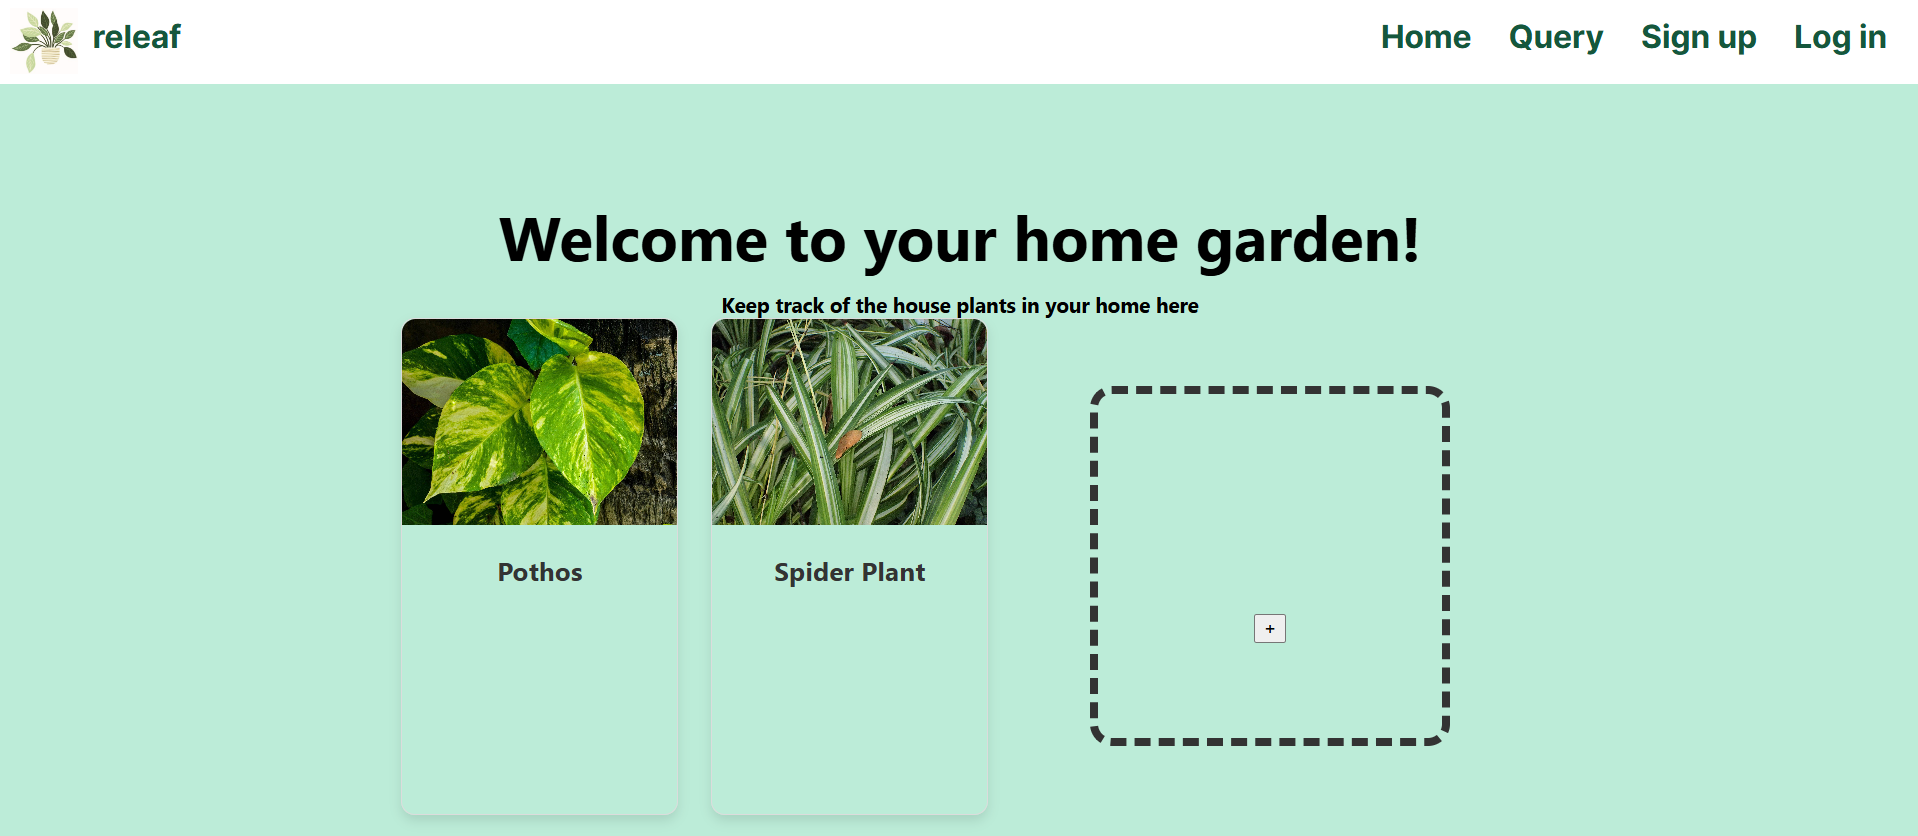 releaf Home Query Sign up Log in
Welcome to your home garden!
Keep track of the house plants in your home here
Pothos
Spider Plant
+